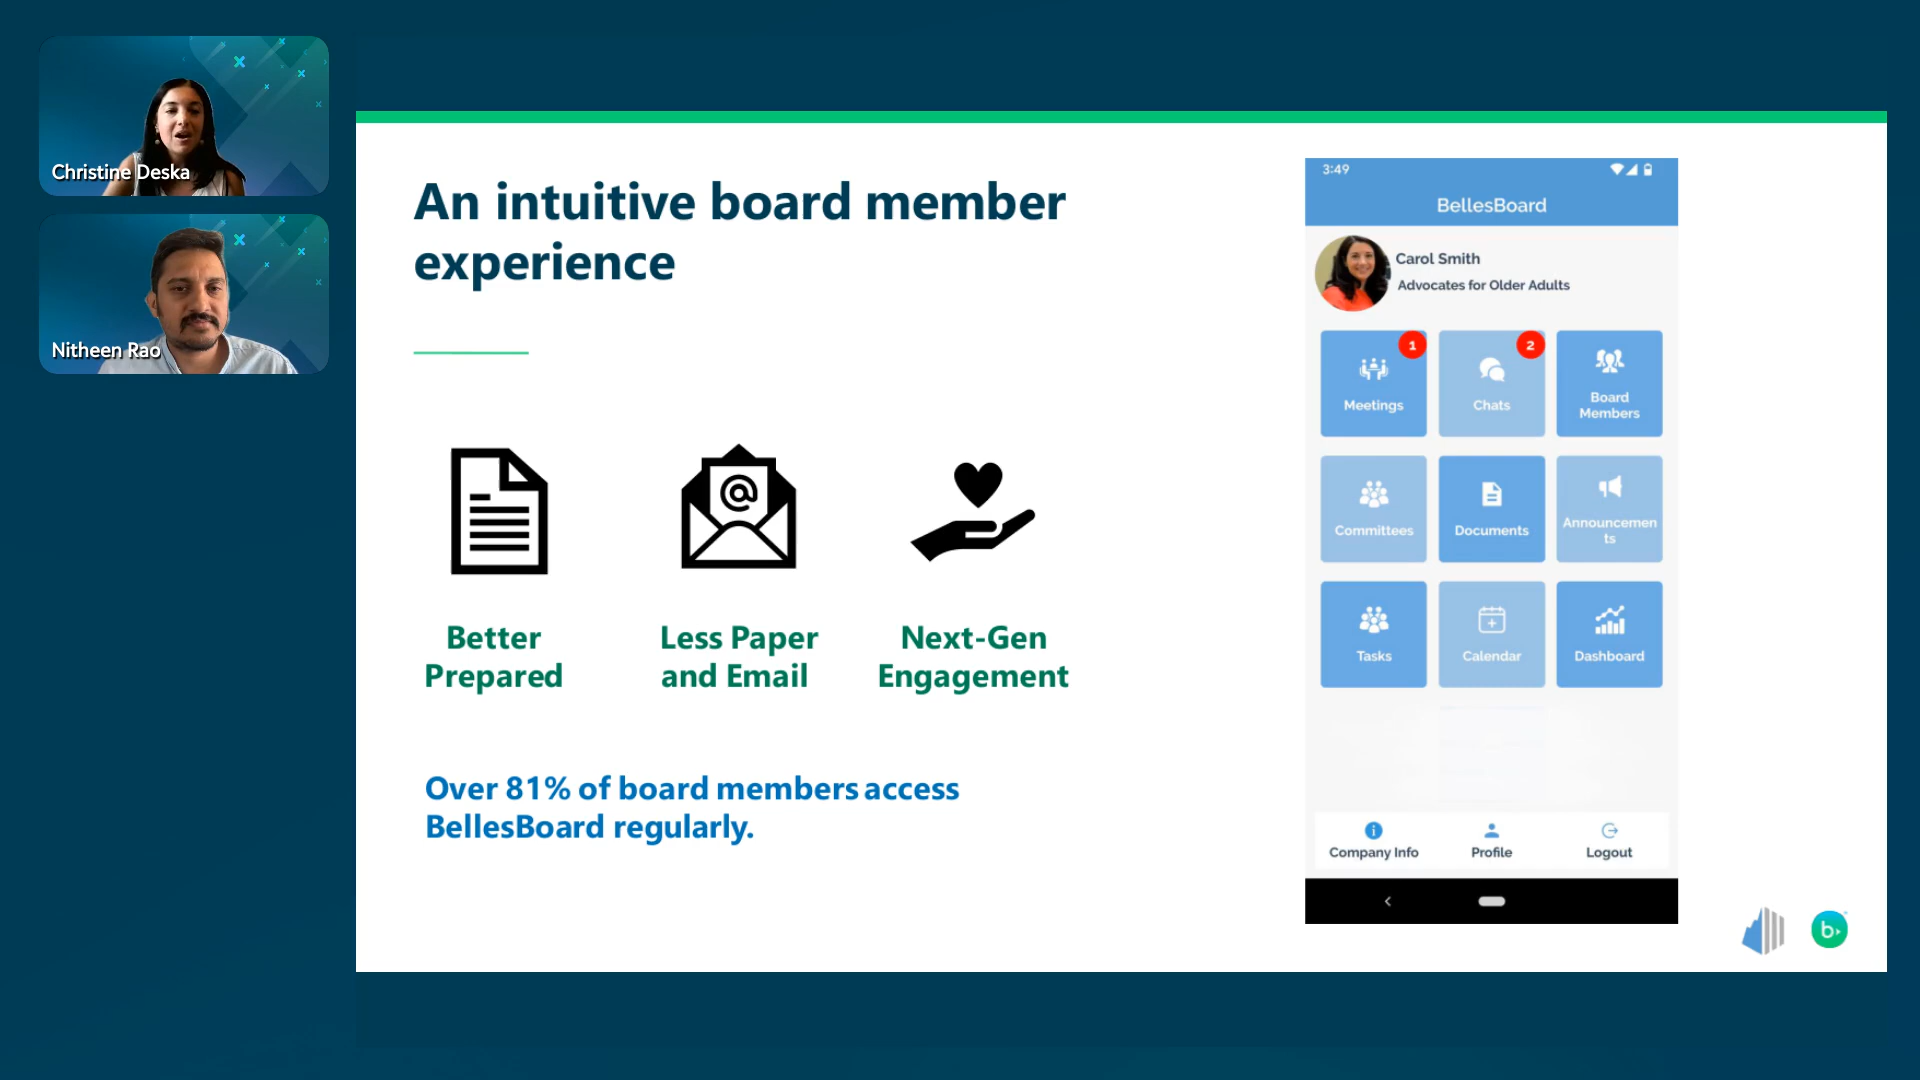 Christine Deska
Nitheen Rao
An intuitive board member
experience
@
Better
Prepared
Less Paper
and Email
Next-Gen
Engagement
Over 81% of board members access
BellesBoard regularly.
3:49
BellesBoard
Carol Smith
Advocates for Older Adults
1
Meetings
2
Chats
Board
Members
Committees
Documents
Announcemen
ts
Tasks
Calendar
Dashboard
Company Info
Profile
Logout
b